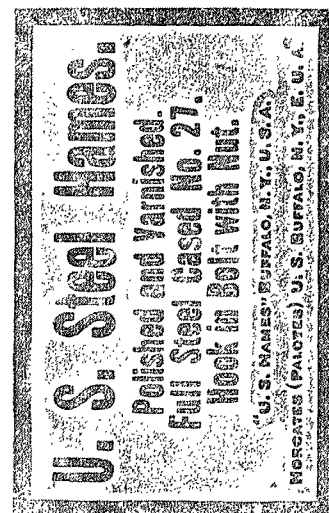 U. S. Steel Hames.
Polished and Varnished.
Full Steel Cased No. 27.
Hook in Bolt with Nut.
"U. S. HAMES" BUFFALO, N. Y., U. S. A.
HORCATES (PALOTES) U. S. BUFFALO, N. Y., E. U. A.